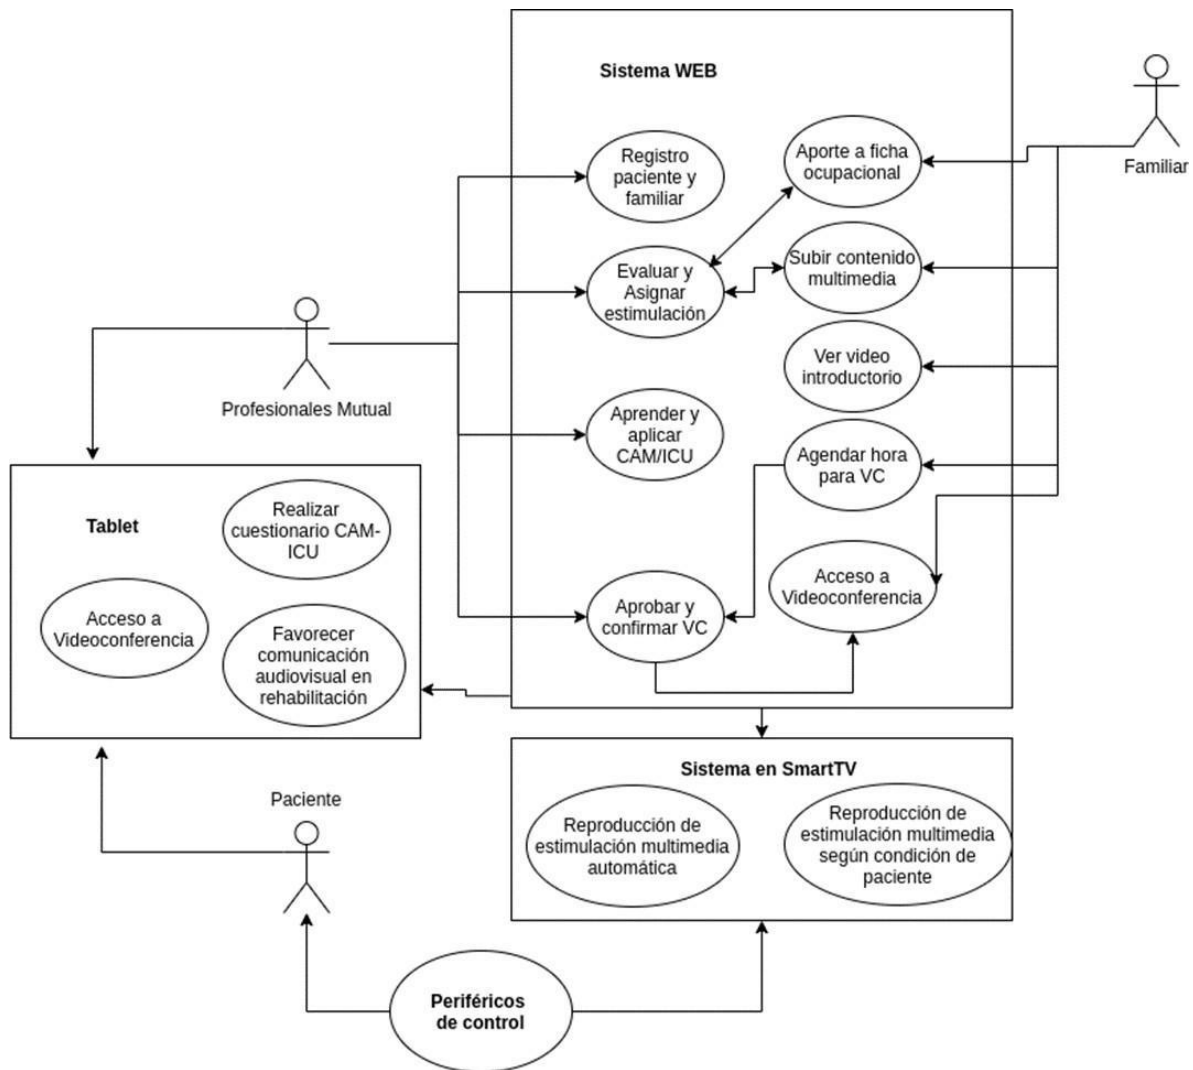 Sistema WEB
Familiar
Registro
paciente y
familiar
Aporte a ficha
ocupacional
Evaluar y
Asignar
estimulación
Subir contenido
multimedia
Ver video
introductorio
Profesionales Mutual
Aprender y
aplicar
CAM/ICU
Agendar hora
para VC
Aprobar y
confirmar VC
Acceso a
Videoconferencia
Tablet
Realizar
cuestionario CAM-
ICU
Acceso a
Videoconferencia
Favorecer
comunicación
audiovisual en
rehabilitación
Sistema en SmartTV
Reproducción de
estimulación multimedia
automática
Reproducción de
estimulación multimedia
según condición de
paciente
Paciente
Periféricos
de control